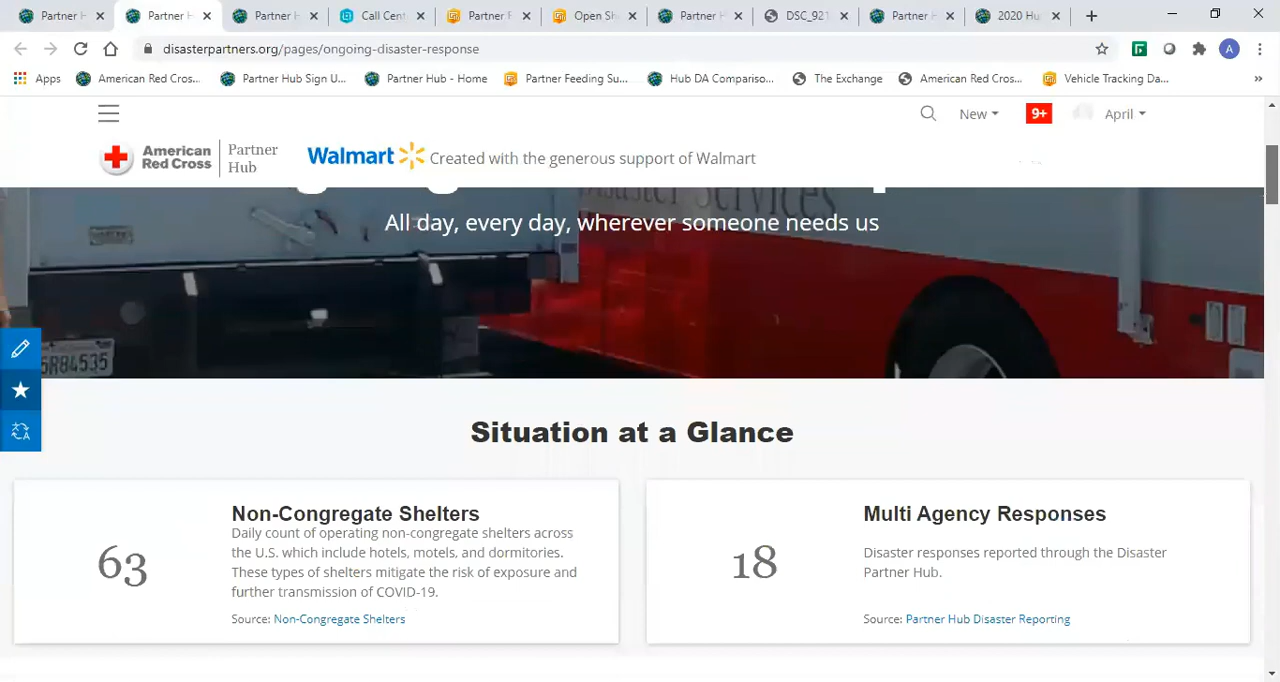 Partner H
Partner H
Partner H
Call Cent
Partner F
Open Sh
Partner H
DSC_921
Partner H
2020 Hu
disasterpartners.org/pages/ongoing-disaster-response
A
Apps
American Red Cros...
Partner Hub Sign U...
Partner Hub - Home
Partner Feeding Su...
Hub DA Compariso...
The Exchange
American Red Cros...
Vehicle Tracking Da...
»
New
9+
April
American
Red Cross
Partner
Hub
Walmart
Created with the generous support of Walmart
Disaster Services
All day, every day, wherever someone needs us
5R84535
Situation at a Glance
63
Non-Congregate Shelters
Daily count of operating non-congregate shelters across
the U.S. which include hotels, motels, and dormitories.
These types of shelters mitigate the risk of exposure and
further transmission of COVID-19.
Source: Non-Congregate Shelters
18
Multi Agency Responses
Disaster responses reported through the Disaster
Partner Hub.
Source: Partner Hub Disaster Reporting